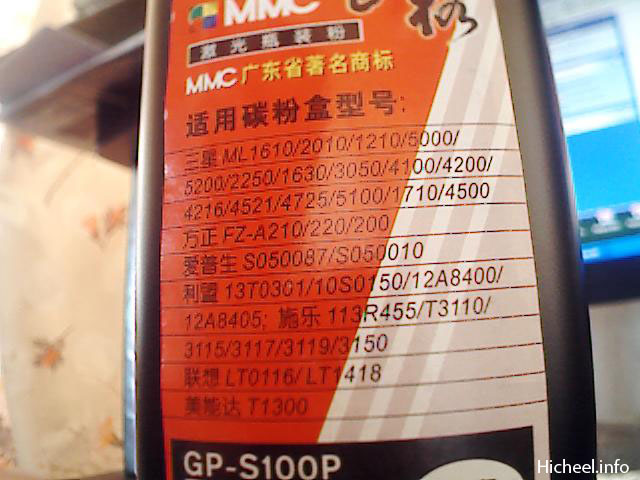 MMC 格
激光瓶装粉
MMC广东省著名商标
适用碳粉盒型号:
三星 ML1610/2010/1210/5000/
5200/2250/1630/3050/4100/4200/
4216/4521/4725/5100/1710/4500
方正 FZ-A210/220/200
爱普生 S050087/S050010
利盟 13T0301/10S0150/12A8400/
12A8405; 施乐 113R455/T3110/
3115/3117/3119/3150
联想 LT0116/ LT1418
美能达 T1300
GP-S100P
Hicheel.info